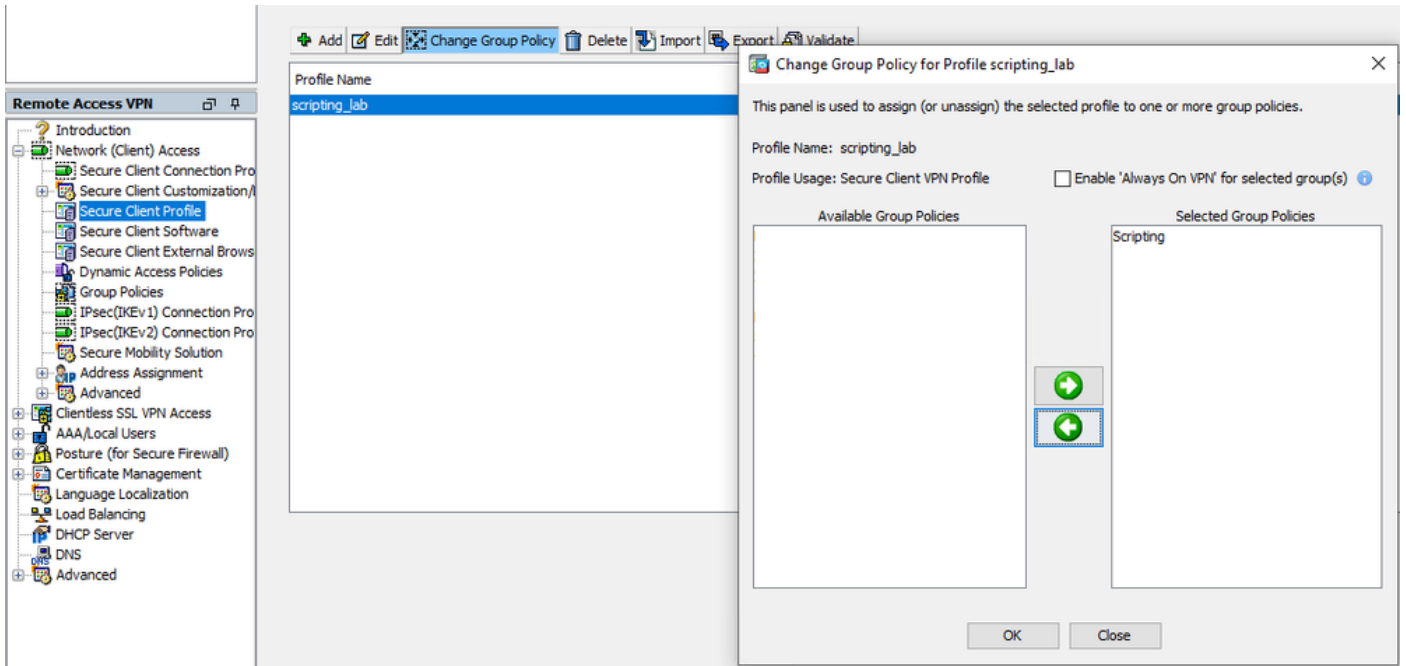 Add Edit Change Group Policy Delete Import Export Validate
Profile Name
scripting_lab
Remote Access VPN
Introduction
Network (Client) Access
Secure Client Connection Pro
Secure Client Customization/l
Secure Client Profile
Secure Client Software
Secure Client External Brows
Dynamic Access Policies
Group Policies
IPsec(IKEv1) Connection Pro
IPsec(IKEv2) Connection Pro
Secure Mobility Solution
Address Assignment
Advanced
Clientless SSL VPN Access
AAA/Local Users
Posture (for Secure Firewall)
Certificate Management
Language Localization
Load Balancing
DHCP Server
DNS
Advanced
Change Group Policy for Profile scripting_lab
This panel is used to assign (or unassign) the selected profile to one or more group policies.
Profile Name: scripting_lab
Profile Usage: Secure Client VPN Profile
Enable 'Always On VPN' for selected group(s)
Available Group Policies
Selected Group Policies
Scripting
OK
Close